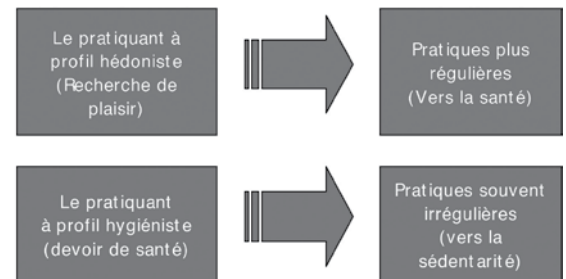 Le pratiquant à
profil hédoniste
(Recherche de
plaisir)
Pratiques plus
régulières
(Vers la santé)
Le pratiquant
à profil hygiéniste
(devoir de santé)
Pratiques souvent
irrégulières
(vers la
sédentarité)